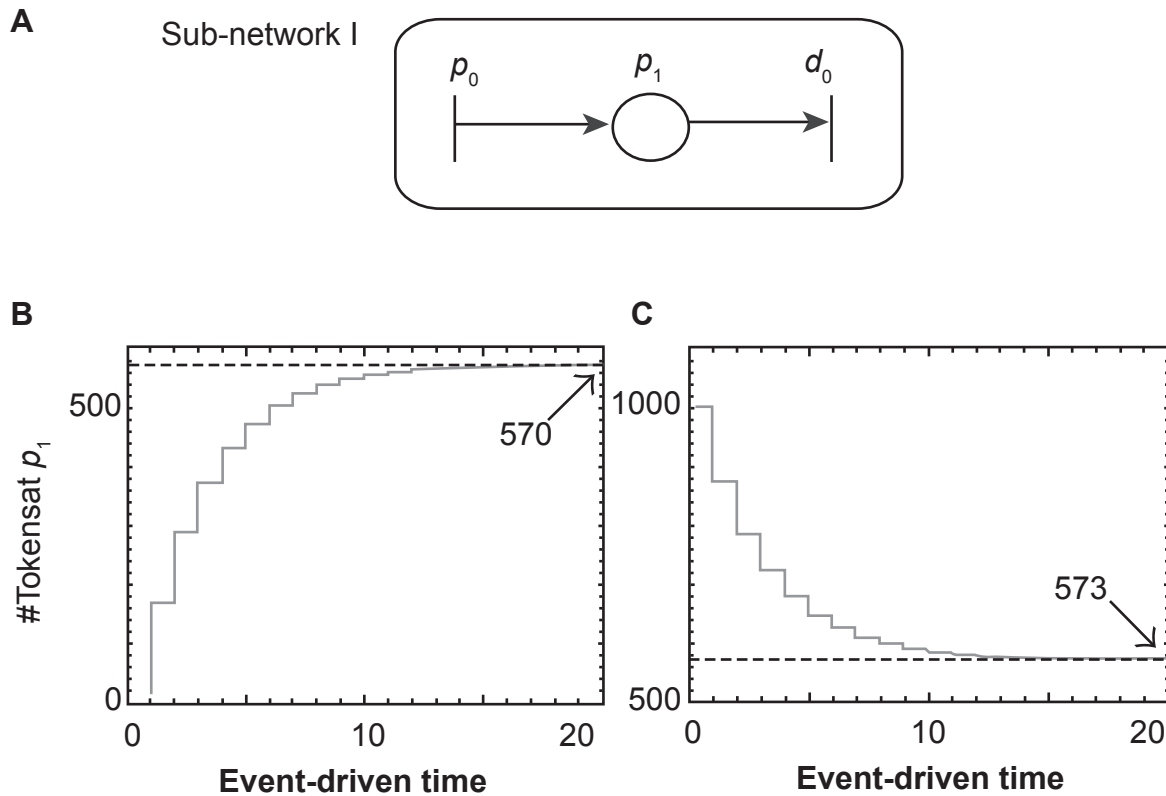 A
Sub-network I
p0 p1 d0
B
C
#Tokensat p1
500
0
570
0 10 20
Event-driven time
1000
500
573
0 10 20
Event-driven time